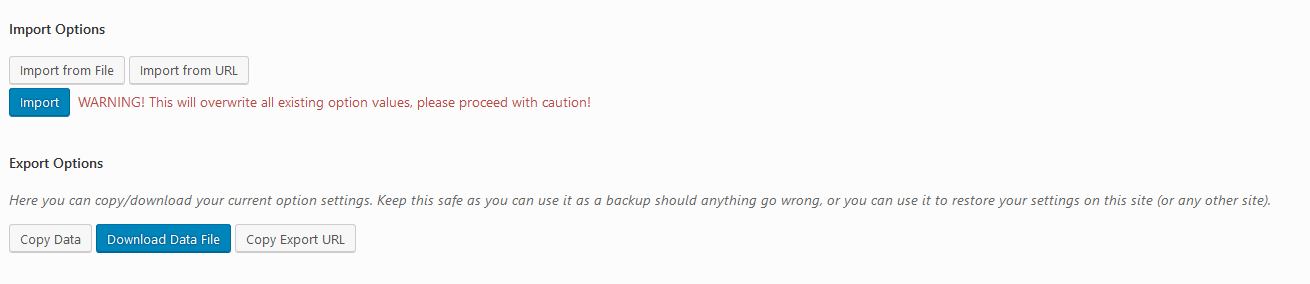 Import Options
Import from File Import from URL
Import WARNING! This will overwrite all existing option values, please proceed with caution!
Export Options
Here you can copy/download your current option settings. Keep this safe as you can use it as a backup should anything go wrong, or you can use it to restore your settings on this site (or any other site).
Copy Data Download Data File Copy Export URL